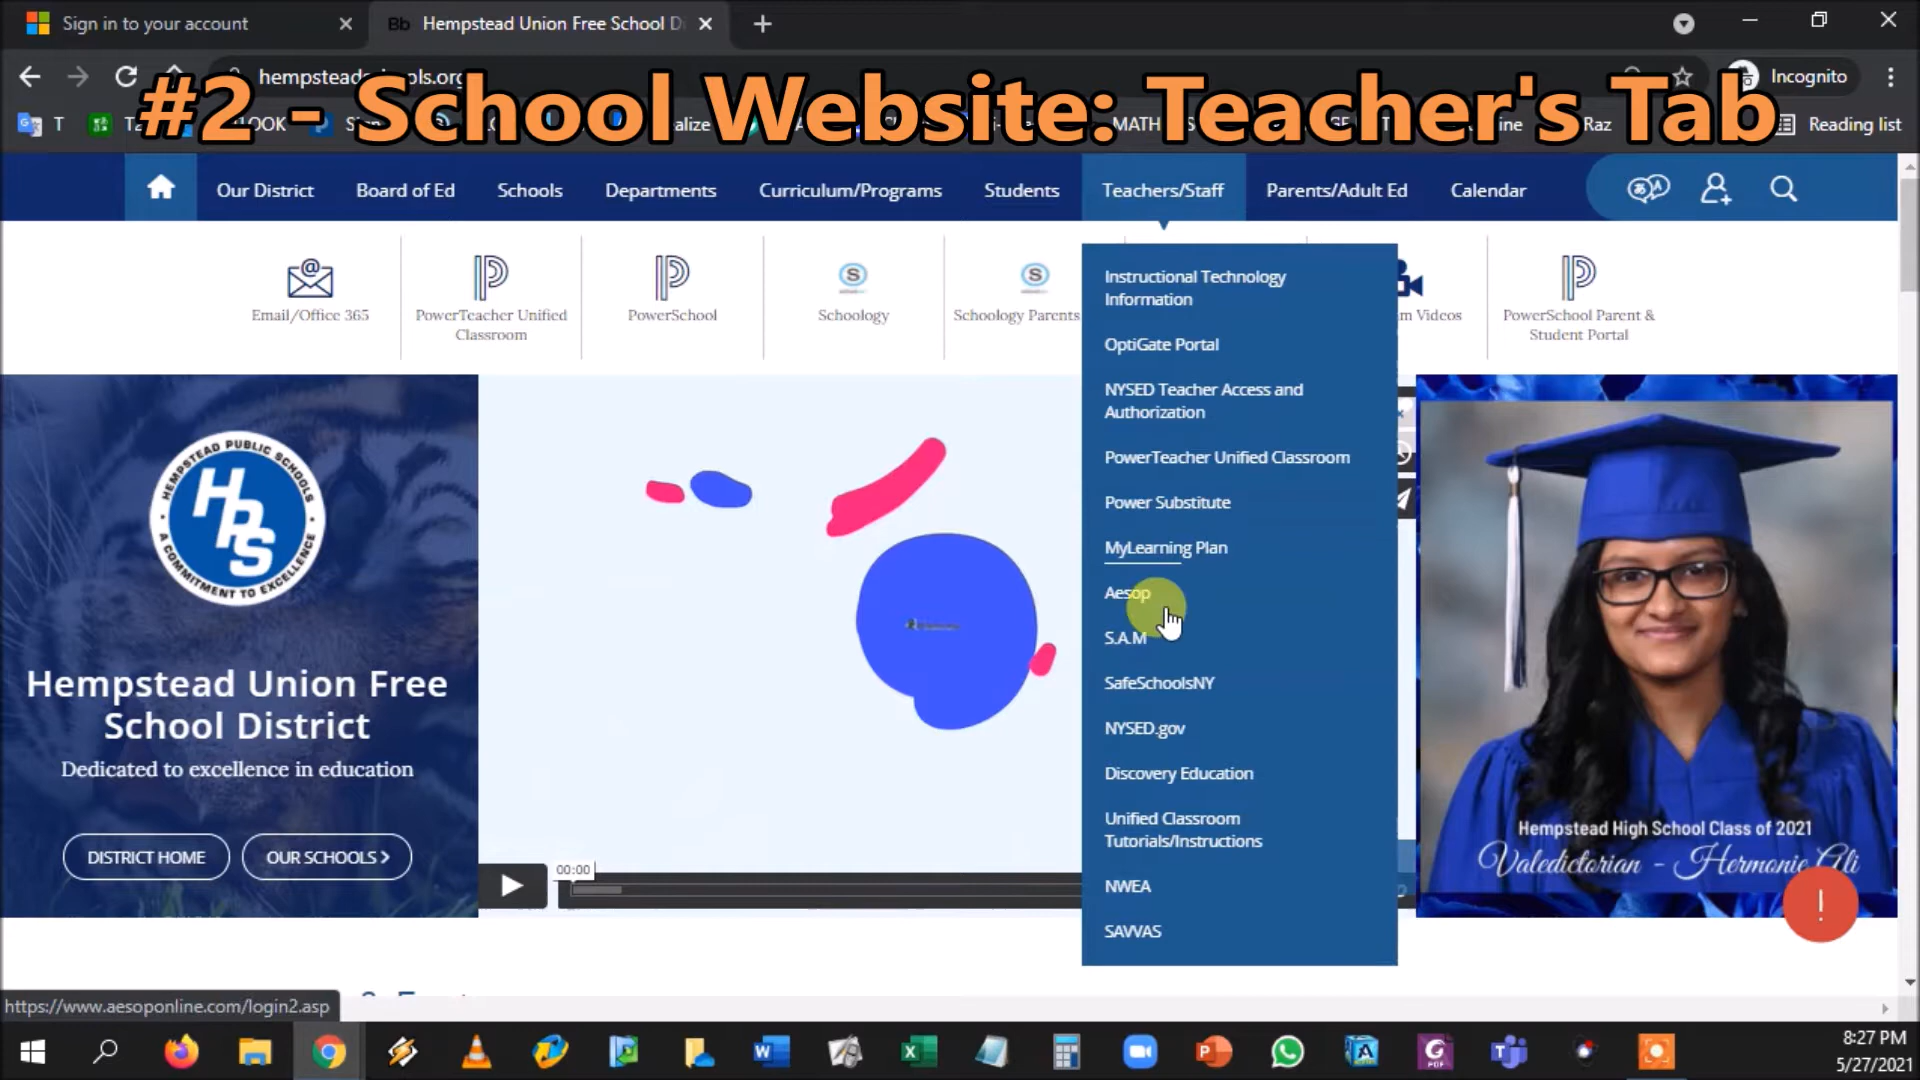 Sign in to your account
Bb Hempstead Union Free School D
#2 - School Website: Teacher's Tab
Incognito
T
LOOK
alize
MATH
Raz
Reading list
Our District
Board of Ed
Schools
Departments
Curriculum/Programs
Students
Teachers/Staff
Parents/Adult Ed
Calendar
Email/Office 365
PowerTeacher Unified
Classroom
PowerSchool
Schoology
Schoology Parents
m Videos
PowerSchool Parent &
Student Portal
Instructional Technology
Information
OptiGate Portal
NYSED Teacher Access and
Authorization
PowerTeacher Unified Classroom
Power Substitute
MyLearning Plan
Aesop
S.A.M
SafeSchoolsNY
NYSED.gov
Discovery Education
Unified Classroom
Tutorials/Instructions
NWEA
SAVVAS
HEMPSTEAD PUBLIC SCHOOLS
HPS
A COMMITMENT TO EXCELLENCE
Hempstead Union Free
School District
Dedicated to excellence in education
DISTRICT HOME
OUR SCHOOLS >
00:00
Hempstead High School Class of 2021
Valedictorian - Hermonie Ali
!
https://www.aesoponline.com/login2.asp
8:27 PM
5/27/2021